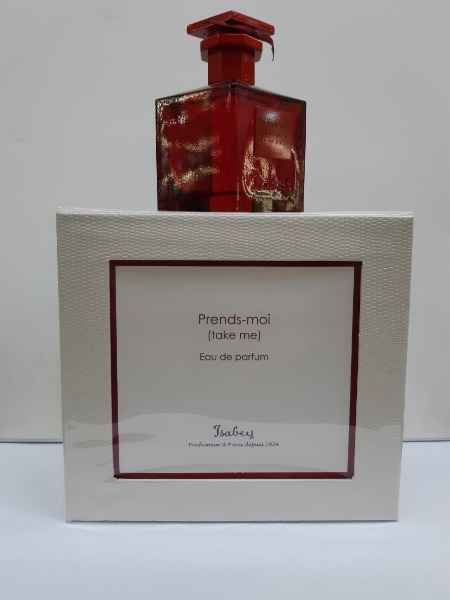 Prends-moi
(take me)
Eau de parfum
Isabey
Parfumeur à Paris depuis 1924